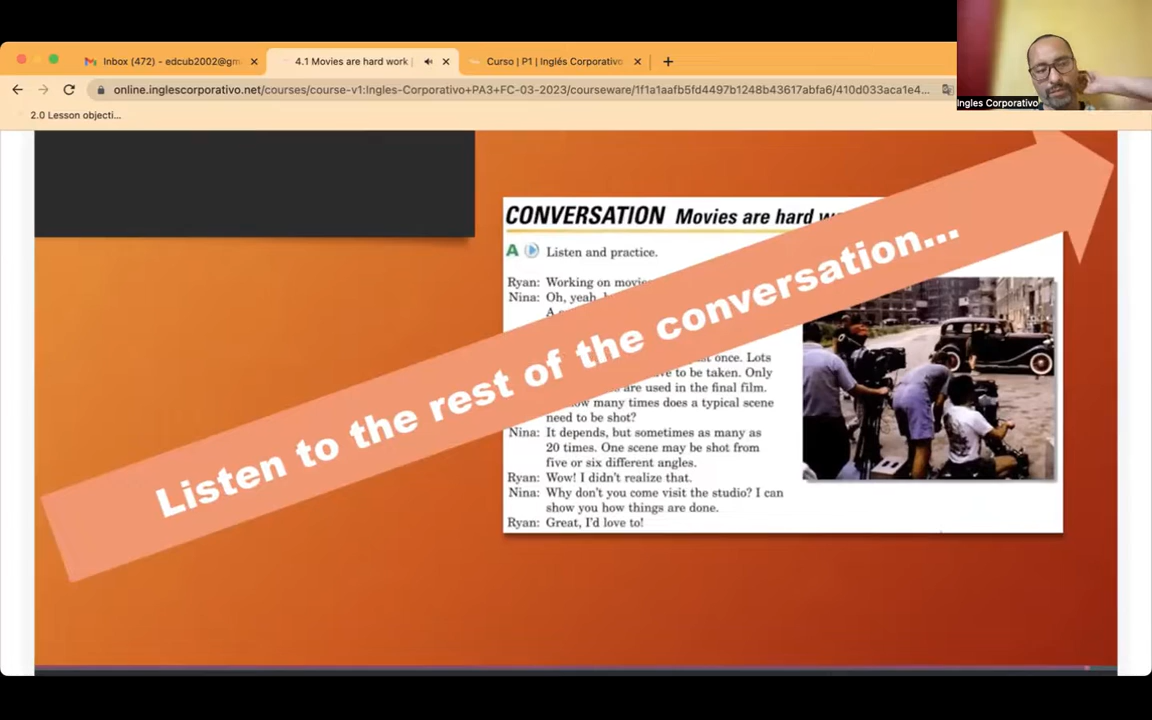 Inbox (472) - edcub2002@gm
4.1 Movies are hard work
Curso | P1 | Inglés Corporativo
online.inglescorporativo.net/courses/course-v1:Ingles-Corporativo+PA3+FC-03-2023/courseware/1f1a1aafb5fd4497b1248b43617abfa6/410d033aca1e4...
Ingles Corporativo
2.0 Lesson objecti...
CONVERSATION Movies are hard
A Listen and practice.
Ryan: Working on
Nina: Oh, yeah
A
once. Lots
to be taken. Only
are used in the final film.
many times does a typical scene
need to be shot?
Nina: It depends, but sometimes as many as
20 times. One scene may be shot from
five or six different angles.
Ryan: Wow! I didn't realize that.
Nina: Why don't you come visit the studio? I can
show you how things are done.
Ryan: Great, I'd love to!
Listen to the rest of the conversation...